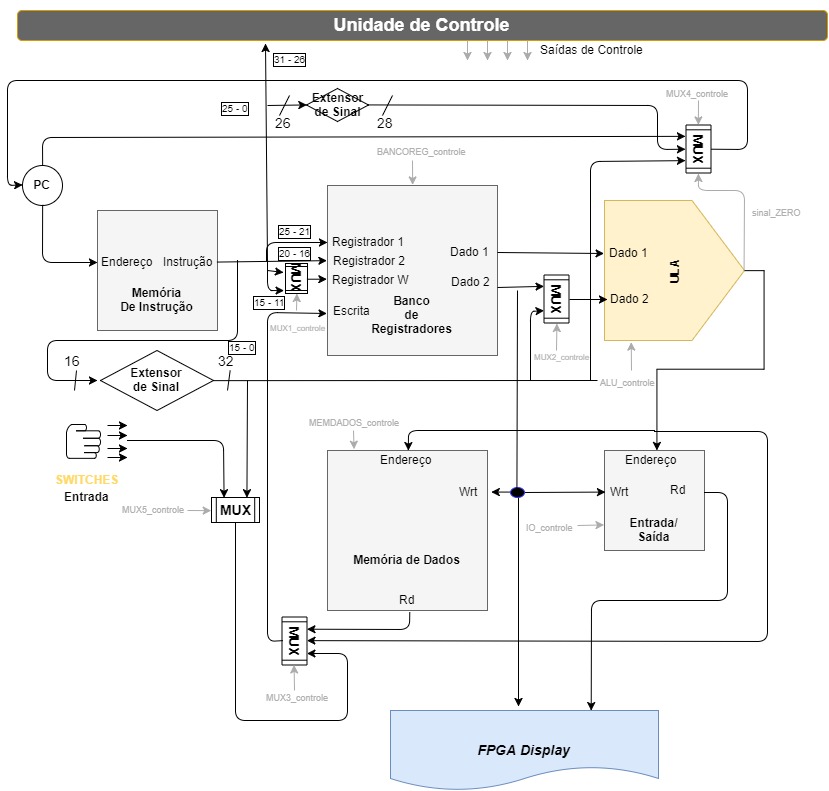 Unidade de Controle
Saídas de Controle
31 - 26
25 - 0
Extensor
de Sinal
26
28
MUX4_controle
MUX
BANCOREG_controle
PC
sinal_ZERO
25 - 21
Registrador 1
20 - 16
Registrador 2
Registrador W
15 - 11
Escrita
Dado 1
Dado 2
Banco
de
Registradores
Endereço
Instrução
Memória
De Instrução
MUX
MUX1_controle
MUX
MUX2_controle
Dado 1
Dado 2
ULA
ALU_controle
15 - 0
16
Extensor
de Sinal
32
SWITCHES
Entrada
MUX5_controle
MUX
MEMDADOS_controle
Endereço
Wrt
Memória de Dados
Rd
Endereço
Wrt
Rd
IO_controle
Entrada/
Saída
MUX
MUX3_controle
FPGA Display